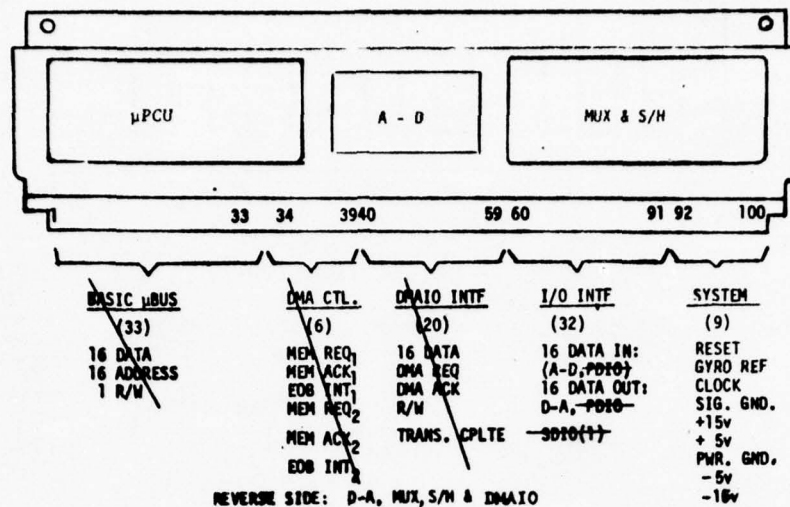 μPCU
A - D
MUX & S/H
1 33 34 39 40 59 60 91 92 100
BASIC μBUS
(33)
16 DATA
16 ADDRESS
1 R/W
DMA CTL.
(6)
MEM REQ1
MEM ACK1
EOB INT1
MEM REQ2
MEM ACK2
EOB INT2
DMAIO INTF
(20)
16 DATA
DMA REQ
DMA ACK
R/W
TRANS. CPLTE
I/O INTF
(32)
16 DATA IN:
(A-D, PDIO)
16 DATA OUT:
D-A, PDIO
SDIO(1)
SYSTEM
(9)
RESET
GYRO REF
CLOCK
SIG. GND.
+15v
+ 5v
PWR. GND.
- 5v
-15v
REVERSE SIDE: D-A, MUX, S/H & DMAIO